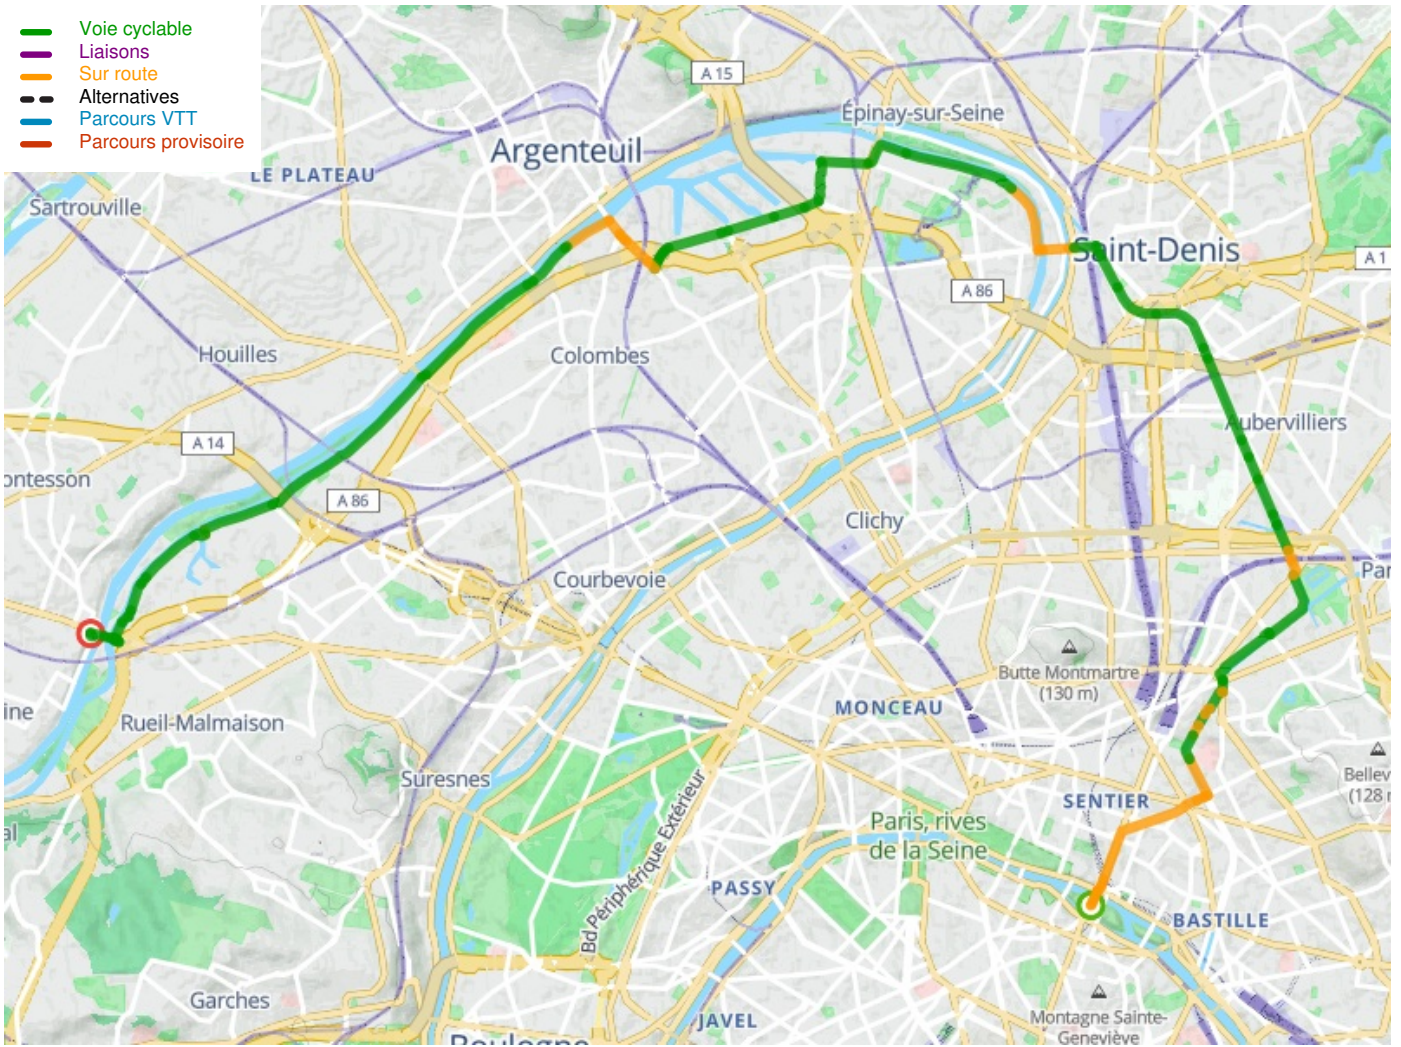 Voie cyclable
Liaisons
Sur route
Alternatives
Parcours VTT
Parcours provisoire
A 15
Épinay-sur-Seine
Argenteuil
LE PLATEAU
Sartrouville
Saint-Denis
A 1
A 86
Houilles
Colombes
Aubervilliers
A 14
ontesson
A 86
Clichy
Courbevoie
Par
Butte Montmartre
(130 m)
MONCEAU
ine
Rueil-Malmaison
Suresnes
Bellev
(128 m
SENTIER
Paris, rives
de la Seine
al
Bd Périphérique Extérieur
PASSY
BASTILLE
Garches
JAVEL
Montagne Sainte-
Geneviève
Boulogne